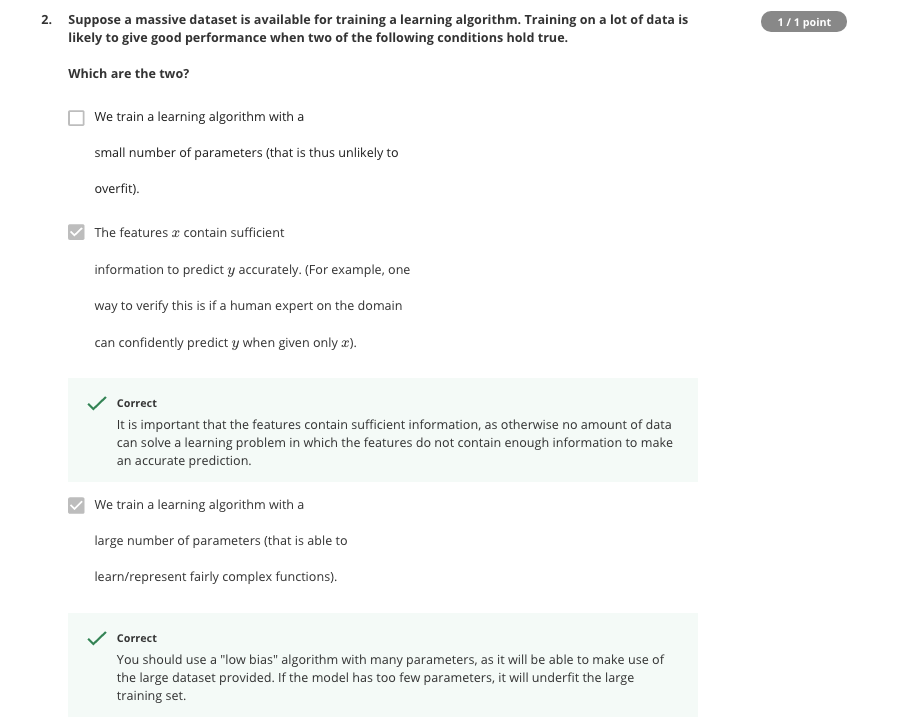 2. Suppose a massive dataset is available for training a learning algorithm. Training on a lot of data is
1 / 1 point
likely to give good performance when two of the following conditions hold true.
Which are the two?
We train a learning algorithm with a
small number of parameters (that is thus unlikely to
overfit).
The features x contain sufficient
information to predict y accurately. (For example, one
way to verify this is if a human expert on the domain
can confidently predict y when given only x).
Correct
It is important that the features contain sufficient information, as otherwise no amount of data
can solve a learning problem in which the features do not contain enough information to make
an accurate prediction.
We train a learning algorithm with a
large number of parameters (that is able to
learn/represent fairly complex functions).
Correct
You should use a "low bias" algorithm with many parameters, as it will be able to make use of
the large dataset provided. If the model has too few parameters, it will underfit the large
training set.